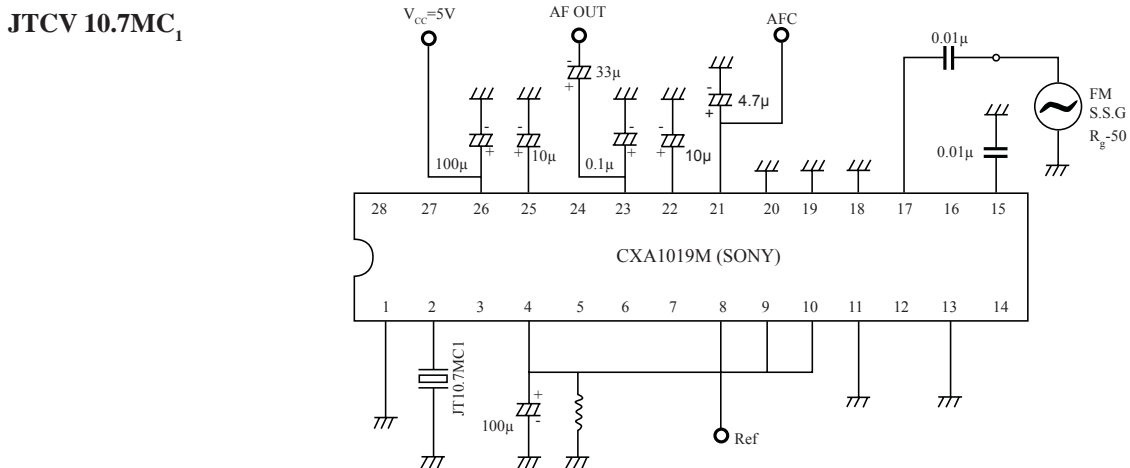 JTCV 10.7MC₁
V_CC=5V
AF OUT
AFC
0.01µ
-
+
33µ
-
+
4.7µ
FM
S.S.G
R_g-50
-
+
100µ
-
+
10µ
0.1µ
-
+
-
+
10µ
0.01µ
28 27 26 25 24 23 22 21 20 19 18 17 16 15
CXA1019M (SONY)
1 2 3 4 5 6 7 8 9 10 11 12 13 14
JT10.7MC1
+
100µ
-
Ref